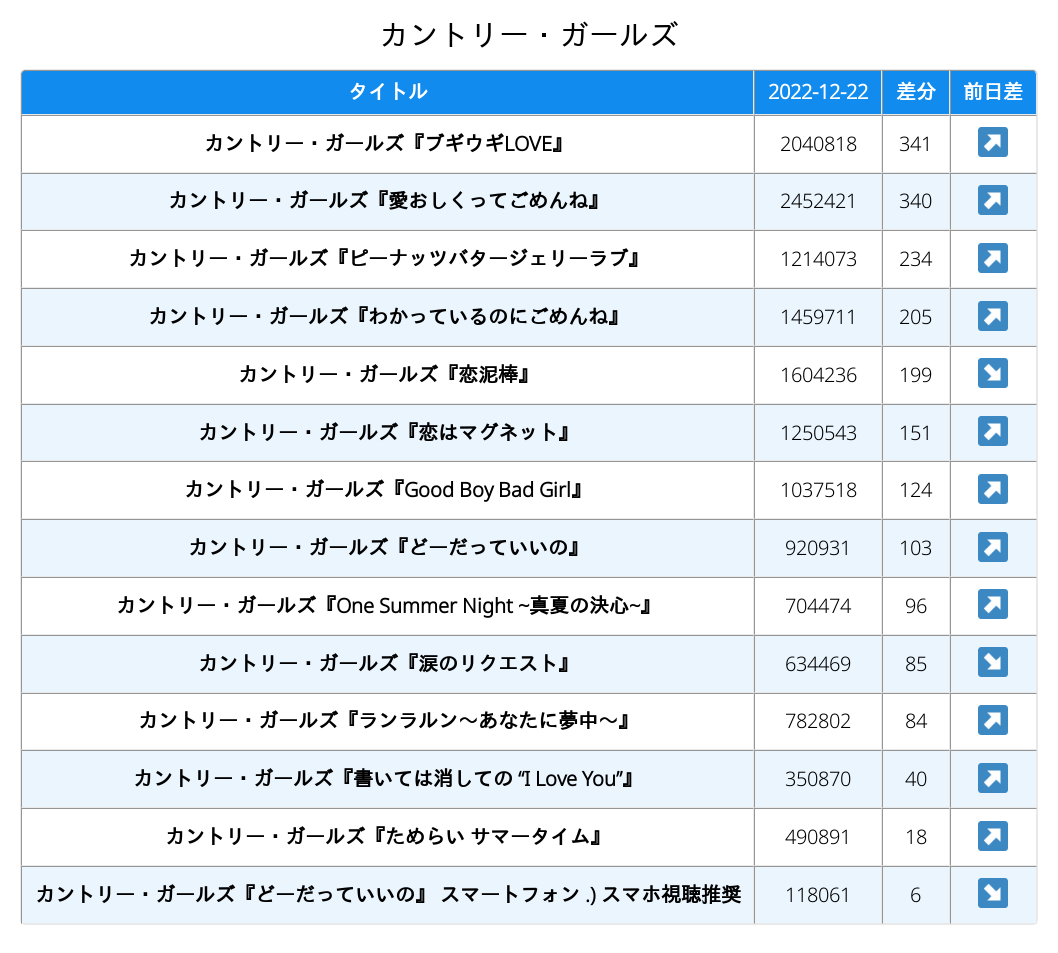 カントリー・ガールズ
タイトル 2022-12-22 差分 前日差
カントリー・ガールズ『ブギウギLOVE』 2040818 341 ↗
カントリー・ガールズ『愛おしくってごめんね』 2452421 340 ↗
カントリー・ガールズ『ピーナッツバタージェリーラブ』 1214073 234 ↗
カントリー・ガールズ『わかっているのにごめんね』 1459711 205 ↗
カントリー・ガールズ『恋泥棒』 1604236 199 ↘
カントリー・ガールズ『恋はマグネット』 1250543 151 ↗
カントリー・ガールズ『Good Boy Bad Girl』 1037518 124 ↗
カントリー・ガールズ『どーだっていいの』 920931 103 ↗
カントリー・ガールズ『One Summer Night ~真夏の決心~』 704474 96 ↗
カントリー・ガールズ『涙のリクエスト』 634469 85 ↘
カントリー・ガールズ『ランラルン〜あなたに夢中〜』 782802 84 ↗
カントリー・ガールズ『書いては消しての “I Love You”』 350870 40 ↗
カントリー・ガールズ『ためらい サマータイム』 490891 18 ↗
カントリー・ガールズ『どーだっていいの』 スマートフォン .) スマホ視聴推奨 118061 6 ↘